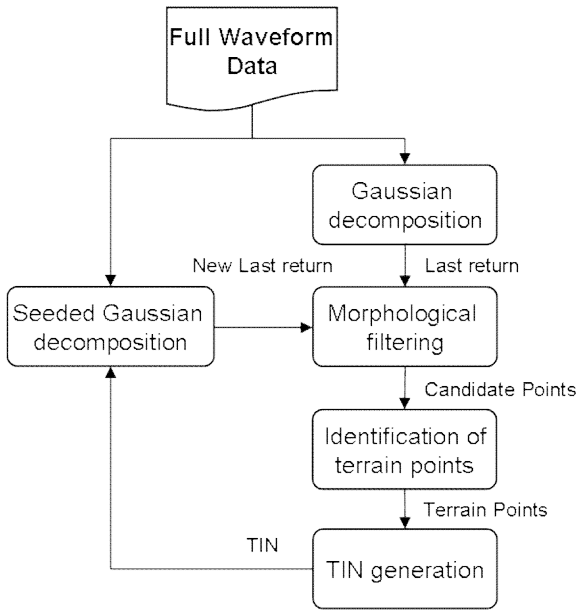 Full Waveform
Data
Gaussian
decomposition
New Last return
Last return
Seeded Gaussian
decomposition
Morphological
filtering
Candidate Points
Identification of
terrain points
Terrain Points
TIN
TIN generation